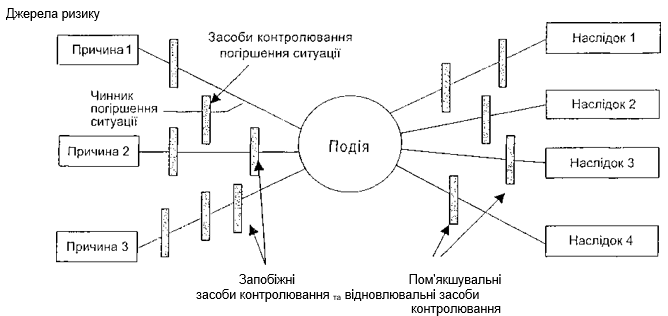 Джерела ризику
Причина 1
Засоби контролювання
погіршення ситуації
Чинник
погіршення
ситуації
Причина 2
Причина 3
Подія
Наслідок 1
Наслідок 2
Наслідок 3
Наслідок 4
Запобіжні
засоби контролювання
та
Пом'якшувальні
відновлювальні засоби
контролювання